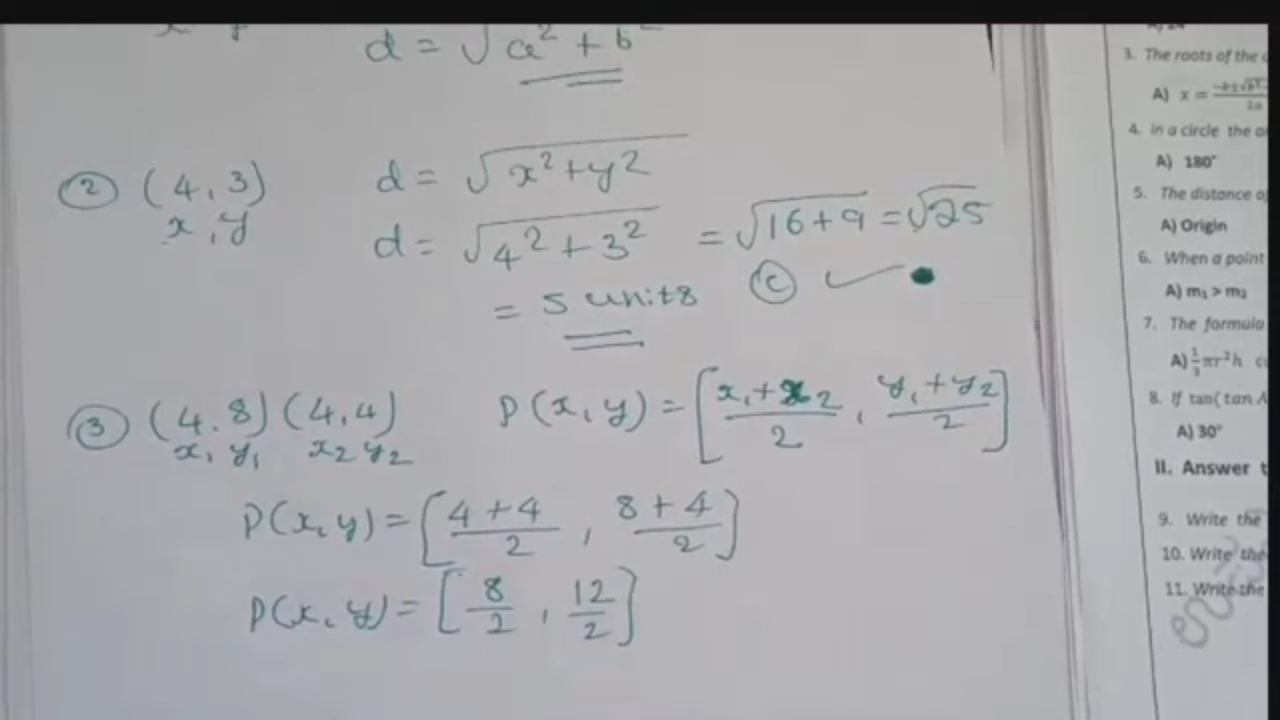 d = √a² + b²
② (4, 3) d = √x²+y2
x, y d = √4²+3² = √16+9 = √25
= 5 units Ⓒ ✓
③ (4.8) (4,4) P(x, y) = [x₁+x₂/2, y₁+y₂/2]
x₁ y₁ x₂ y₂
P(x, y) = [4+4/2, 8+4/2]
P(x, y) = [8/2, 12/2]
3. The roots of the
A) x =
4. in a circle the
A) 180°
5. The distance of
A) Origin
6. When a point
A) m₁ > m₂
7. The formula
A) ⅓πr²h
8. If tan( tan A
A) 30°
II. Answer
9. Write the
10. Write the
11. Write the